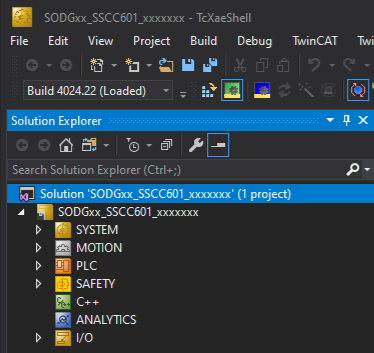 SODGxx_SSCC601_xxxxxxx - TcXaeShell
File Edit View Project Build Debug TwinCAT TwinSA
Build 4024.22 (Loaded)
Solution Explorer
Search Solution Explorer (Ctrl+;)
Solution 'SODGxx_SSCC601_xxxxxxx' (1 project)
SODGxx_SSCC601_xxxxxxx
SYSTEM
MOTION
PLC
SAFETY
C++
ANALYTICS
I/O